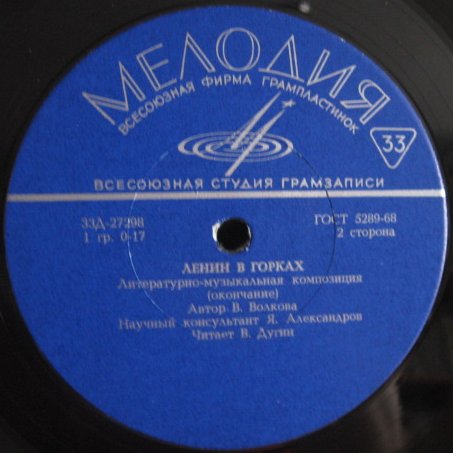 МЕЛОДИЯ
ВСЕСОЮЗНАЯ ФИРМА ГРАМПЛАСТИНОК
33
ВСЕСОЮЗНАЯ СТУДИЯ ГРАМЗАПИСИ
33Д-27298 ГОСТ 5289-68
1 гр. 0-17 2 сторона
ЛЕНИН В ГОРКАХ
Литературно-музыкальная композиция
(окончание)
Автор В. Волкова
Научный консультант Я. Александров
Читает В. Дугин